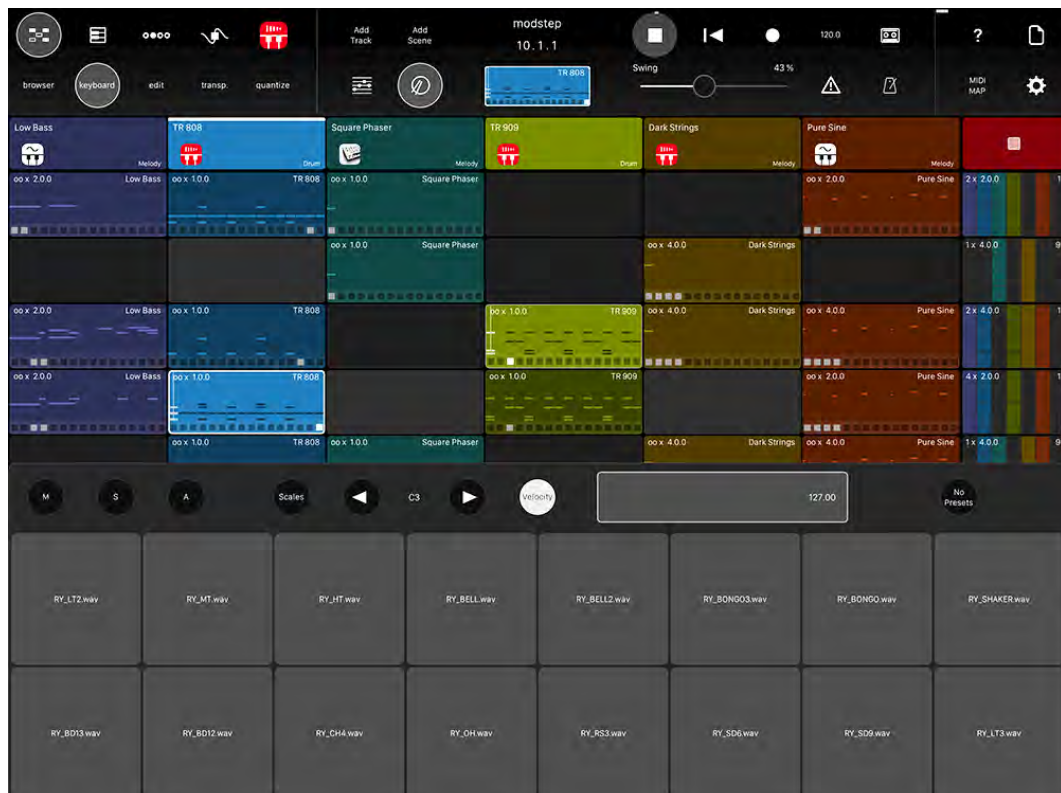 Add Track
Add Scene
modstep
10.1.1
120.0
?
browser
keyboard
edit
transp.
quantize
TR 808
Swing
43 %
MIDI MAP
Low Bass
Melody
TR 808
Drum
Square Phaser
Melody
TR 909
Drum
Dark Strings
Melody
Pure Sine
Melody
oo x 2.0.0 Low Bass
oo x 1.0.0 TR 808
oo x 1.0.0 Square Phaser
oo x 2.0.0 Pure Sine
2 x 2.0.0
oo x 1.0.0 Square Phaser
oo x 4.0.0 Dark Strings
1 x 4.0.0
oo x 2.0.0 Low Bass
oo x 1.0.0 TR 808
oo x 1.0.0 TR 909
oo x 4.0.0 Dark Strings
oo x 4.0.0 Pure Sine
2 x 4.0.0
oo x 2.0.0 Low Bass
oo x 1.0.0 TR 808
oo x 1.0.0 TR 909
oo x 2.0.0 Pure Sine
4 x 2.0.0
oo x 1.0.0 TR 808
oo x 1.0.0 Square Phaser
oo x 4.0.0 Dark Strings
oo x 4.0.0 Pure Sine
1 x 4.0.0
M
S
A
Scales
C3
Velocity
127.00
No Presets
RY_LT2.wav
RY_MT.wav
RY_HT.wav
RY_BELL.wav
RY_BELL2.wav
RY_BONGO3.wav
RY_BONGO.wav
RY_SHAKER.wav
RY_BD13.wav
RY_BD12.wav
RY_CH4.wav
RY_OH.wav
RY_RS3.wav
RY_SD6.wav
RY_SD9.wav
RY_LT3.wav